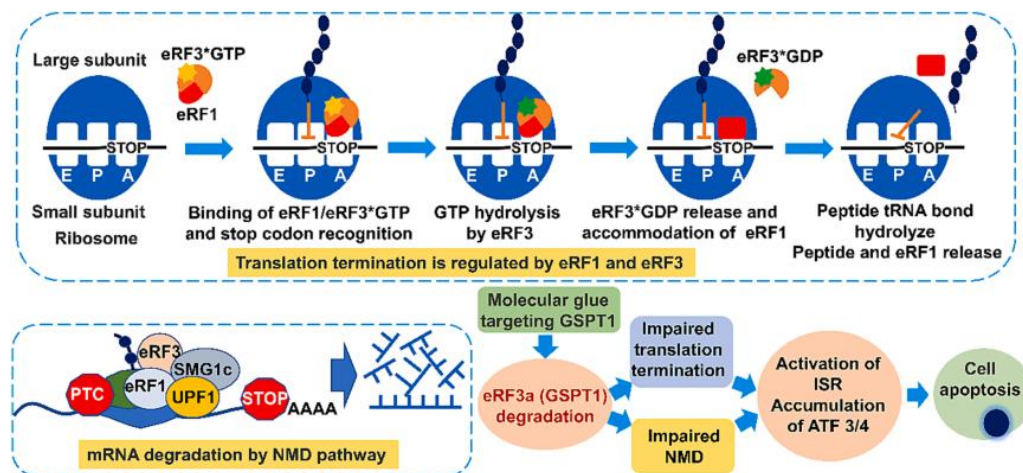 Large subunit
eRF3*GTP
eRF1
STOP
E P A
Small subunit
Ribosome
STOP
E P A
Binding of eRF1/eRF3*GTP
and stop codon recognition
STOP
E P A
GTP hydrolysis
by eRF3
eRF3*GDP
STOP
E P A
eRF3*GDP release and
accommodation of eRF1
STOP
E P A
Peptide tRNA bond
hydrolyze
Peptide and eRF1 release
Translation termination is regulated by eRF1 and eRF3
eRF3
SMG1c
eRF1
PTC
UPF1
STOP
AAAA
mRNA degradation by NMD pathway
Molecular glue
targeting GSPT1
eRF3a (GSPT1)
degradation
Impaired
translation
termination
Impaired
NMD
Activation of
ISR
Accumulation
of ATF 3/4
Cell
apoptosis